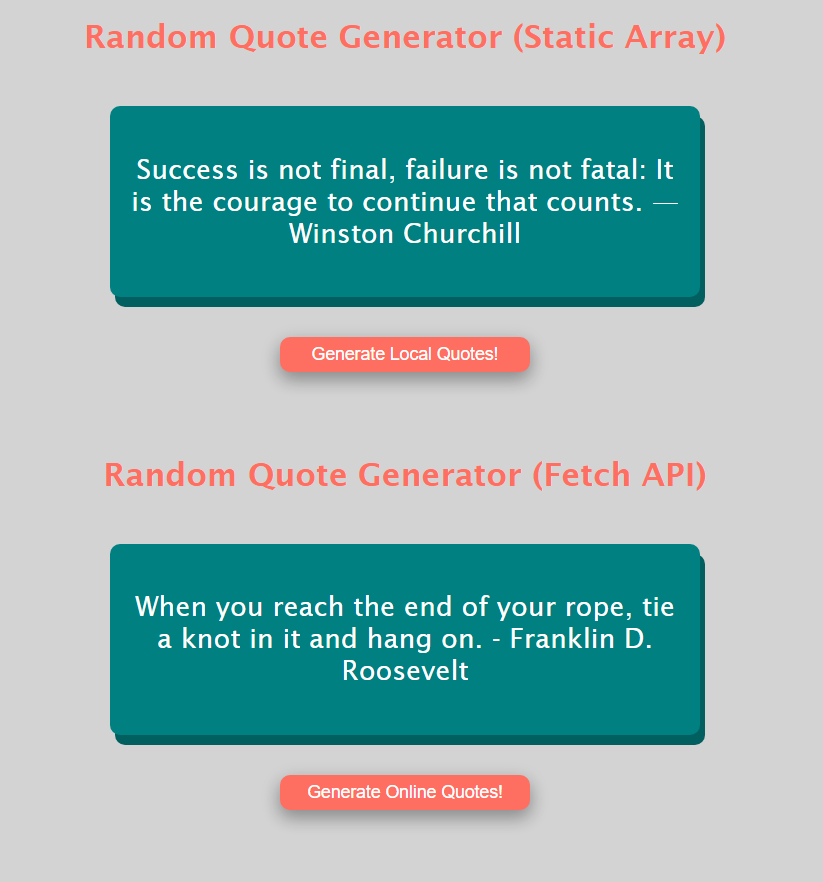 Random Quote Generator (Static Array)
Success is not final, failure is not fatal: It
is the courage to continue that counts. —
Winston Churchill
Generate Local Quotes!
Random Quote Generator (Fetch API)
When you reach the end of your rope, tie
a knot in it and hang on. - Franklin D.
Roosevelt
Generate Online Quotes!